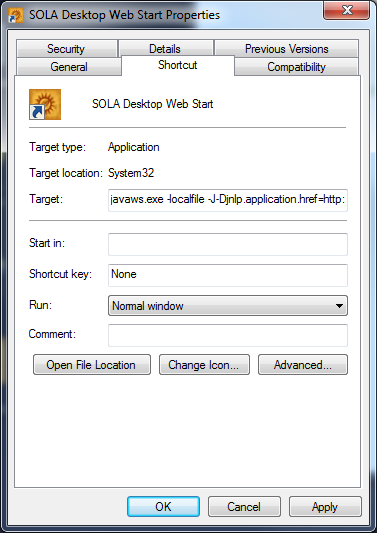 SOLA Desktop Web Start Properties
Security Details Previous Versions
General Shortcut Compatibility
SOLA Desktop Web Start
Target type: Application
Target location: System32
Target: javaws.exe -localfile -J-Djnlp.application.href=http:
Start in:
Shortcut key: None
Run: Normal window
Comment:
Open File Location Change Icon... Advanced...
OK Cancel Apply